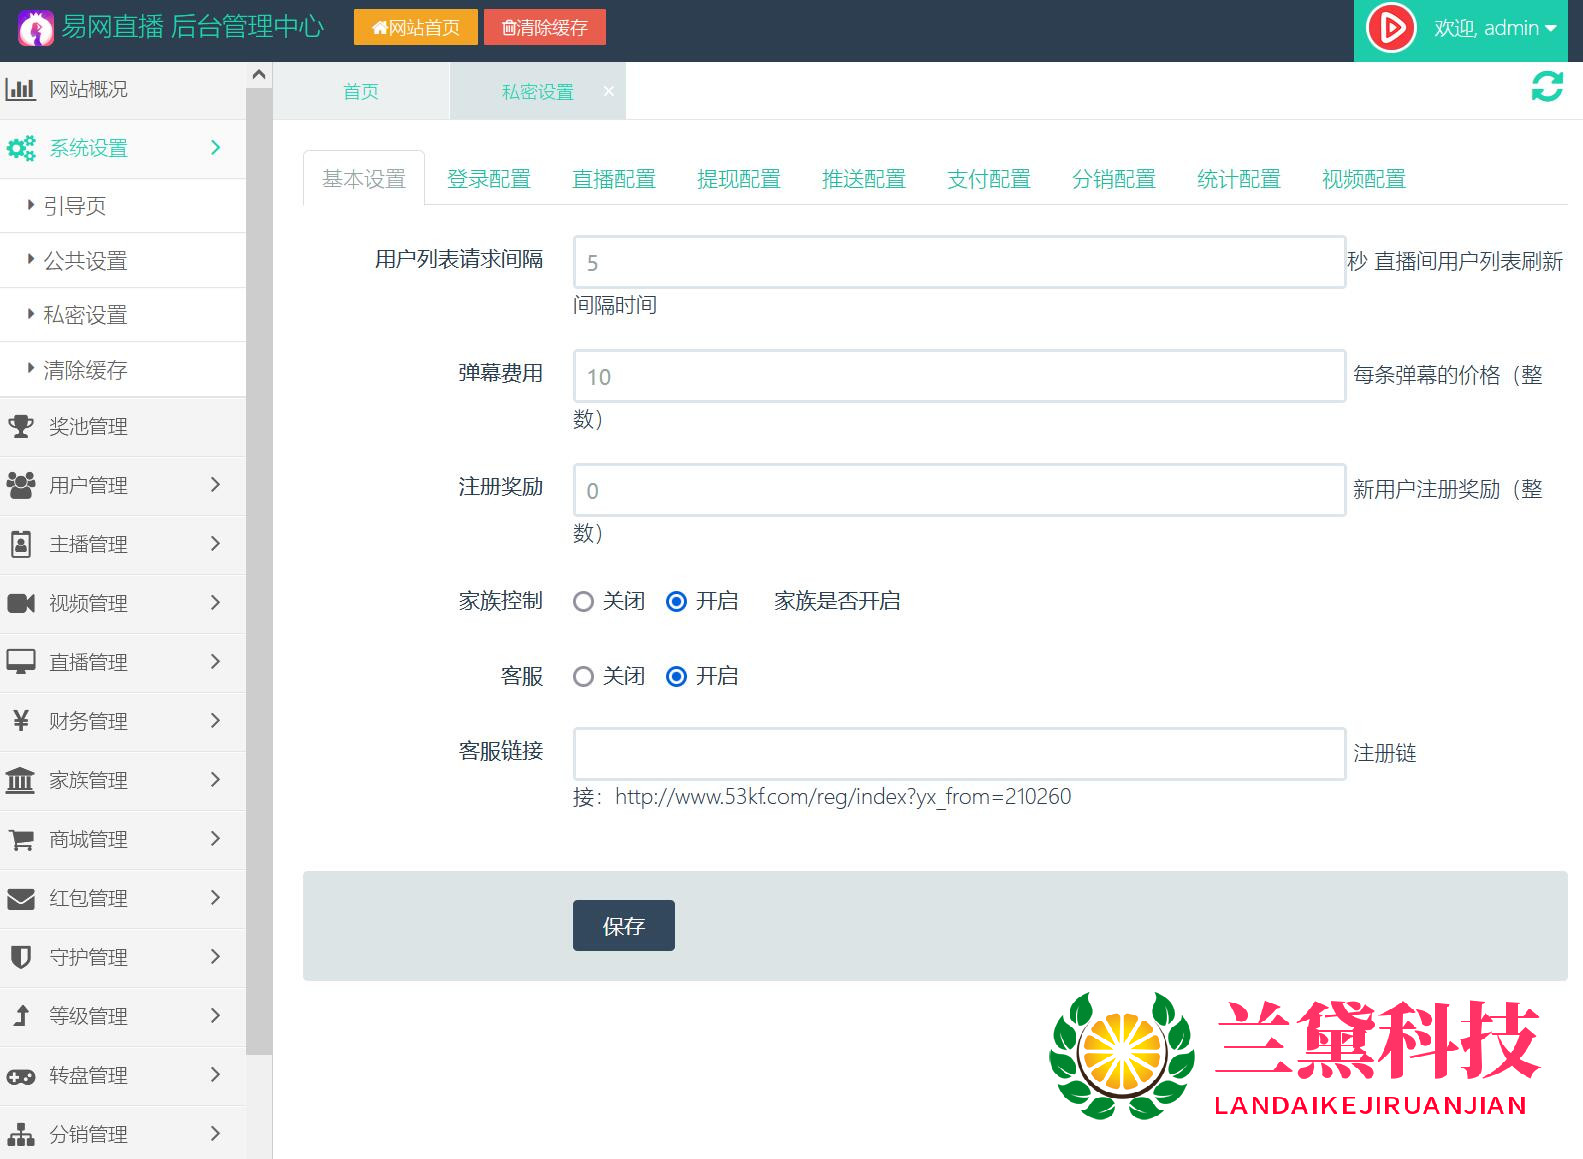 易网直播 后台管理中心
网站首页
清除缓存
欢迎, admin
网站概况
系统设置
引导页
公共设置
私密设置
清除缓存
奖池管理
用户管理
主播管理
视频管理
直播管理
财务管理
家族管理
商城管理
红包管理
守护管理
等级管理
转盘管理
分销管理
首页
私密设置 ×
基本设置
登录配置
直播配置
提现配置
推送配置
支付配置
分销配置
统计配置
视频配置
用户列表请求间隔 5 秒 直播间用户列表刷新
间隔时间
弹幕费用 10 每条弹幕的价格（整
数）
注册奖励 0 新用户注册奖励（整
数）
家族控制 关闭 开启 家族是否开启
客服 关闭 开启
客服链接 注册链
接：http://www.53kf.com/reg/index?yx_from=210260
保存
兰黛科技
LANDAIKEJIRUANJIAN